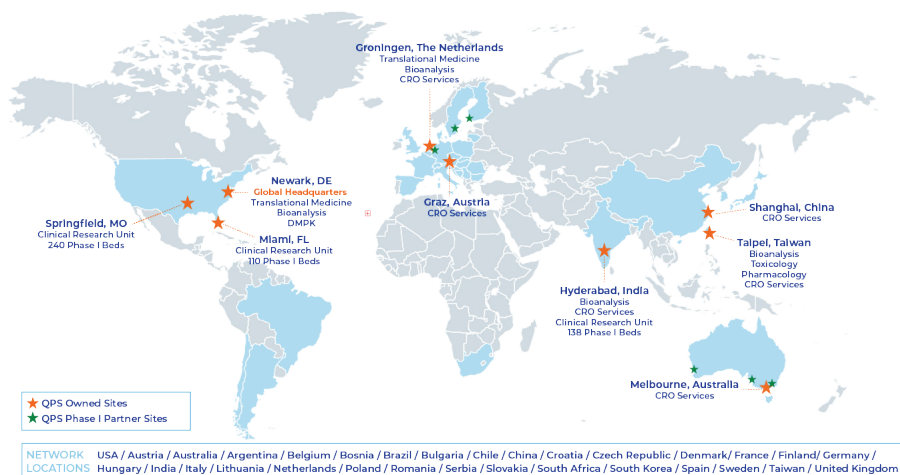 Groningen, The Netherlands
Translational Medicine
Bioanalysis
CRO Services
Newark, DE
Global Headquarters
Translational Medicine
Bioanalysis
DMPK
Springfield, MO
Clinical Research Unit
240 Phase I Beds
Miami, FL
Clinical Research Unit
110 Phase I Beds
Graz, Austria
CRO Services
Shanghai, China
CRO Services
Taipei, Taiwan
Bioanalysis
Toxicology
Pharmacology
CRO Services
Hyderabad, India
Bioanalysis
CRO Services
Clinical Research Unit
138 Phase I Beds
Melbourne, Australia
CRO Services
QPS Owned Sites
QPS Phase I Partner Sites
NETWORK LOCATIONS
USA / Austria / Australia / Argentina / Belgium / Bosnia / Brazil / Bulgaria / Chile / China / Croatia / Czech Republic / Denmark/ France / Finland/ Germany /
Hungary / India / Italy / Lithuania / Netherlands / Poland / Romania / Serbia / Slovakia / South Africa / South Korea / Spain / Sweden / Taiwan / United Kingdom